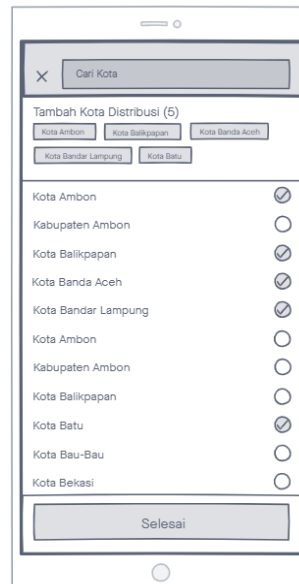 Cari Kota
Tambah Kota Distribusi (5)
Kota Ambon Kota Balikpapan Kota Banda Aceh
Kota Bandar Lampung Kota Batu
Kota Ambon
Kabupaten Ambon
Kota Balikpapan
Kota Banda Aceh
Kota Bandar Lampung
Kota Ambon
Kabupaten Ambon
Kota Balikpapan
Kota Batu
Kota Bau-Bau
Kota Bekasi
Selesai